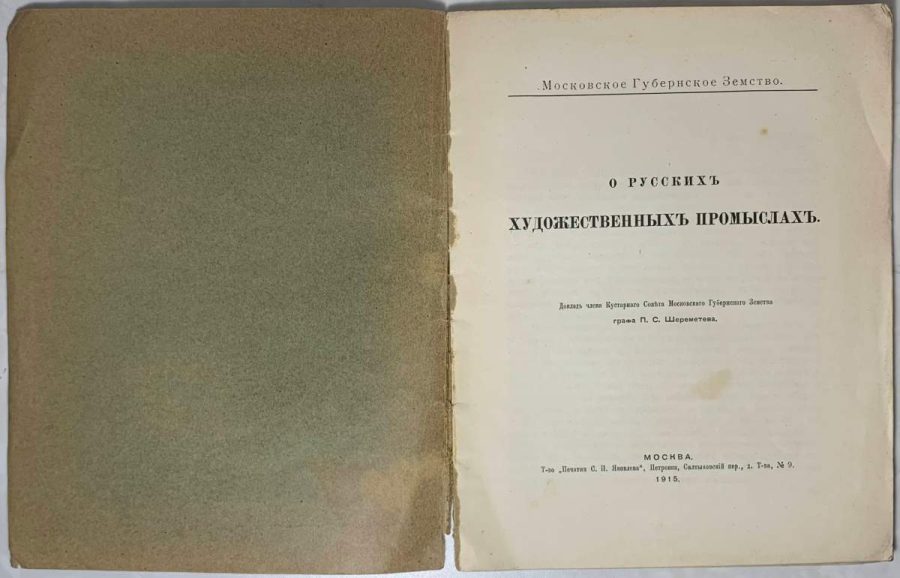 Московское Губернское Земство.
О РУССКИХЪ
ХУДОЖЕСТВЕННЫХЪ ПРОМЫСЛАХЪ.
Докладъ члена Кустарнаго Совѣта Московскаго Губернскаго Земства
графа П. С. Шереметева.
МОСКВА.
Т-во „Печатня С. П. Яковлева“, Петровка, Салтыковскій пер., д. Т-ва, № 9.
1915.